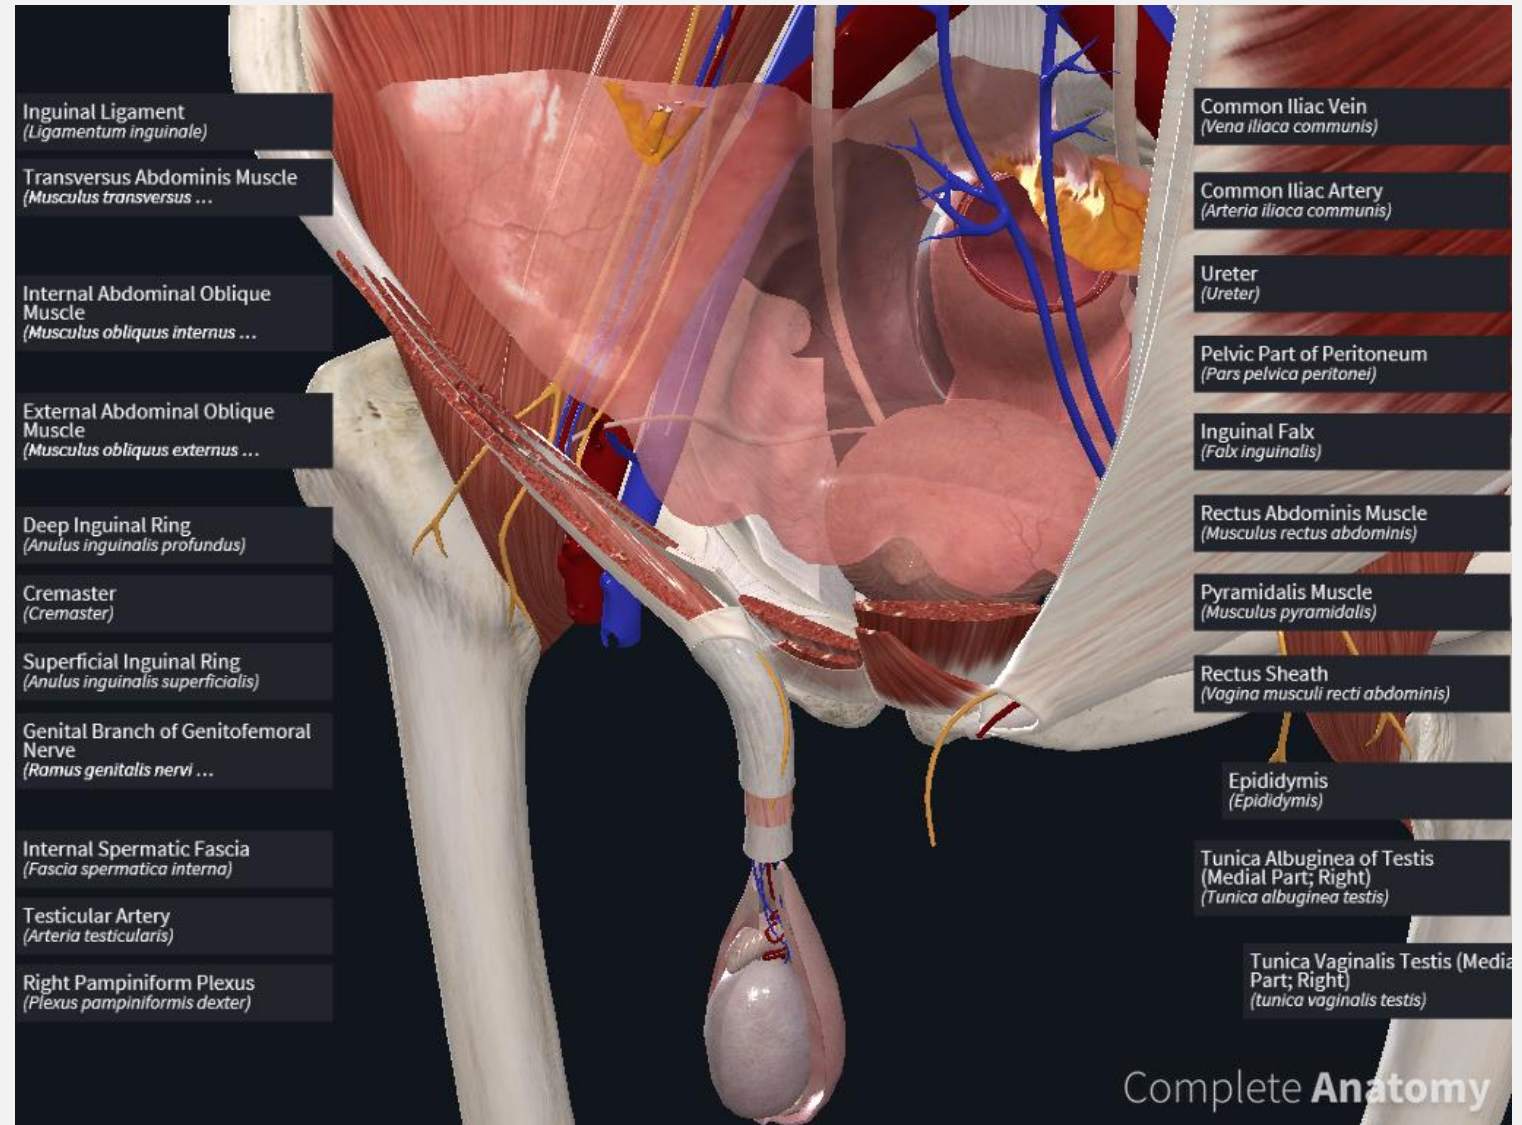 Inguinal Ligament
(Ligamentum inguinale)
Transversus Abdominis Muscle
(Musculus transversus ...
Internal Abdominal Oblique
Muscle
(Musculus obliquus internus ...
External Abdominal Oblique
Muscle
(Musculus obliquus externus ...
Deep Inguinal Ring
(Anulus inguinalis profundus)
Cremaster
(Cremaster)
Superficial Inguinal Ring
(Anulus inguinalis superficialis)
Genital Branch of Genitofemoral
Nerve
(Ramus genitalis nervi ...
Internal Spermatic Fascia
(Fascia spermatica interna)
Testicular Artery
(Arteria testicularis)
Right Pampiniform Plexus
(Plexus pampiniformis dexter)
Common Iliac Vein
(Vena iliaca communis)
Common Iliac Artery
(Arteria iliaca communis)
Ureter
(Ureter)
Pelvic Part of Peritoneum
(Pars pelvica peritonei)
Inguinal Falx
(Falx inguinalis)
Rectus Abdominis Muscle
(Musculus rectus abdominis)
Pyramidalis Muscle
(Musculus pyramidalis)
Rectus Sheath
(Vagina musculi recti abdominis)
Epididymis
(Epididymis)
Tunica Albuginea of Testis
(Medial Part; Right)
(Tunica albuginea testis)
Tunica Vaginalis Testis (Media
Part; Right)
(tunica vaginalis testis)
Complete Anatomy